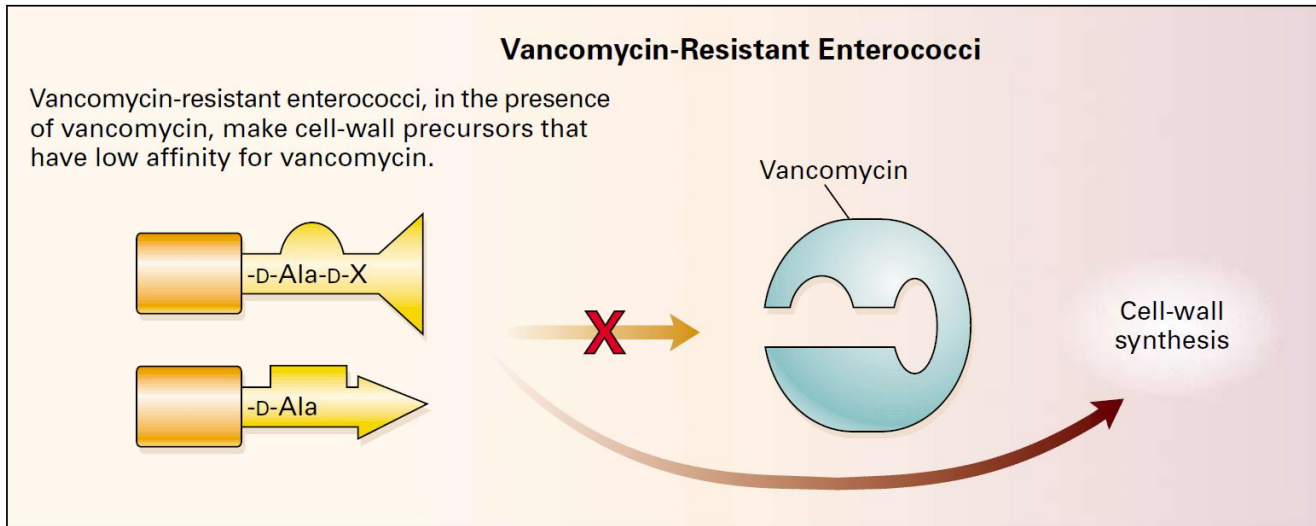 Vancomycin-Resistant Enterococci
Vancomycin-resistant enterococci, in the presence
of vancomycin, make cell-wall precursors that
have low affinity for vancomycin.
Vancomycin
-D-Ala-D-X
X
-D-Ala
Cell-wall
synthesis